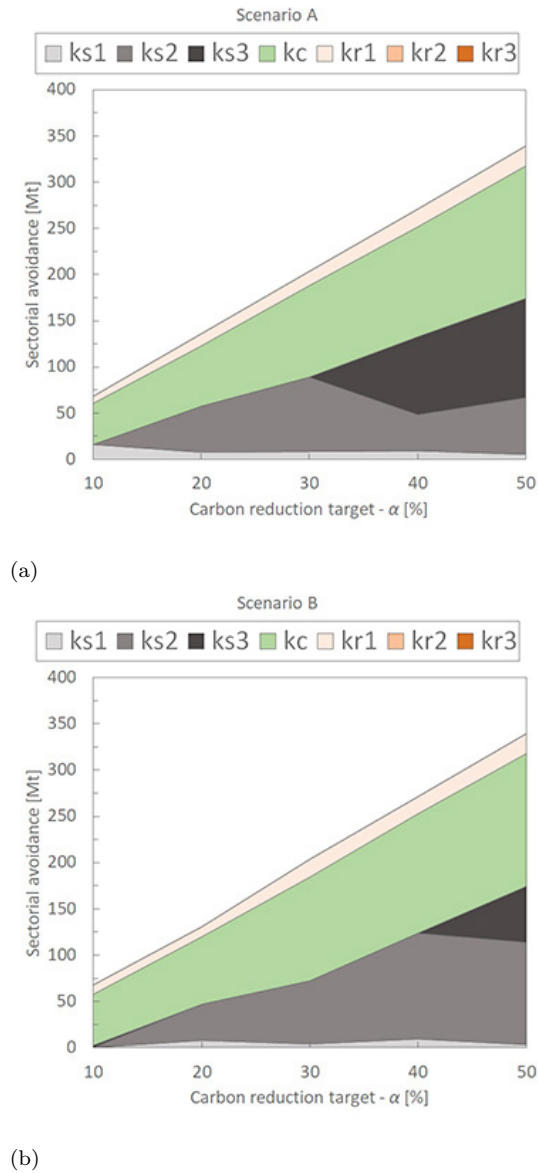 Scenario A
ks1 ks2 ks3 kc kr1 kr2 kr3
400
350
300
250
200
150
100
50
0
Sectorial avoidance [Mt]
10 20 30 40 50
Carbon reduction target - α [%]
(a)
Scenario B
ks1 ks2 ks3 kc kr1 kr2 kr3
400
350
300
250
200
150
100
50
0
Sectorial avoidance [Mt]
10 20 30 40 50
Carbon reduction target - α [%]
(b)